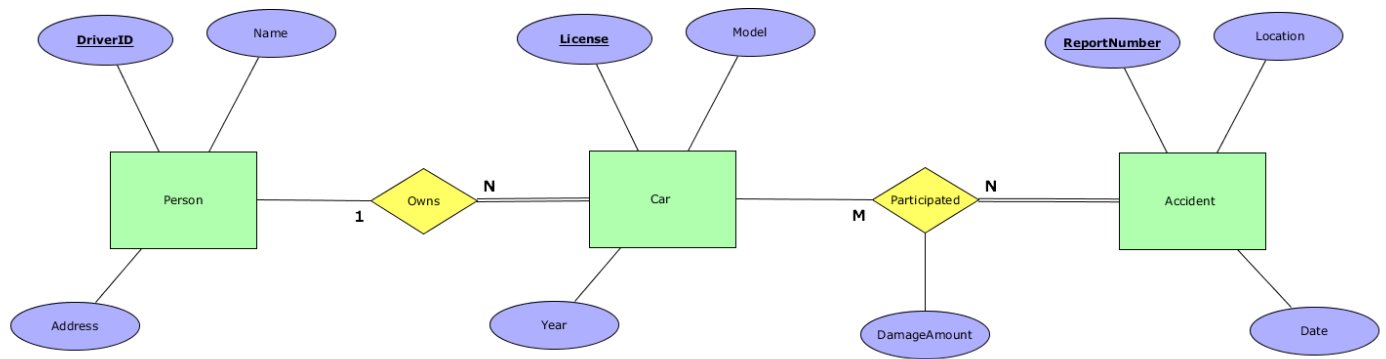 DriverID
Name
License
Model
ReportNumber
Location
Person
1
Owns
N
Car
M
Participated
N
Accident
Address
Year
DamageAmount
Date